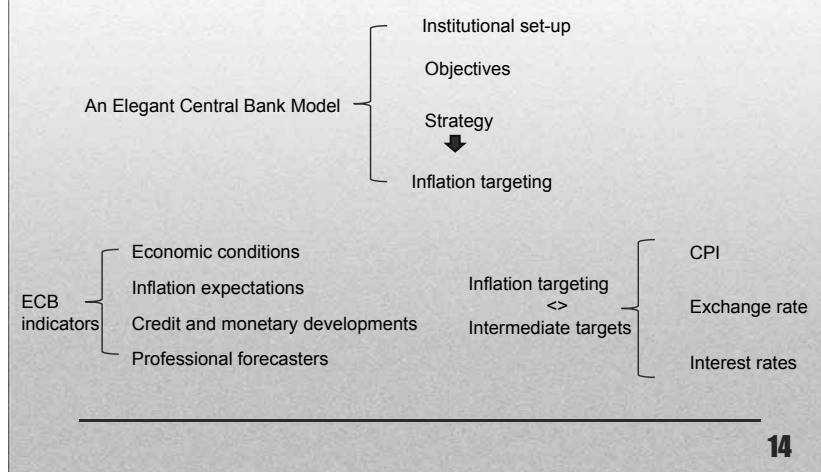 Institutional set-up
Objectives
An Elegant Central Bank Model
Strategy
Inflation targeting
ECB
indicators
Economic conditions
Inflation expectations
Credit and monetary developments
Professional forecasters
Inflation targeting
<>
Intermediate targets
CPI
Exchange rate
Interest rates
14